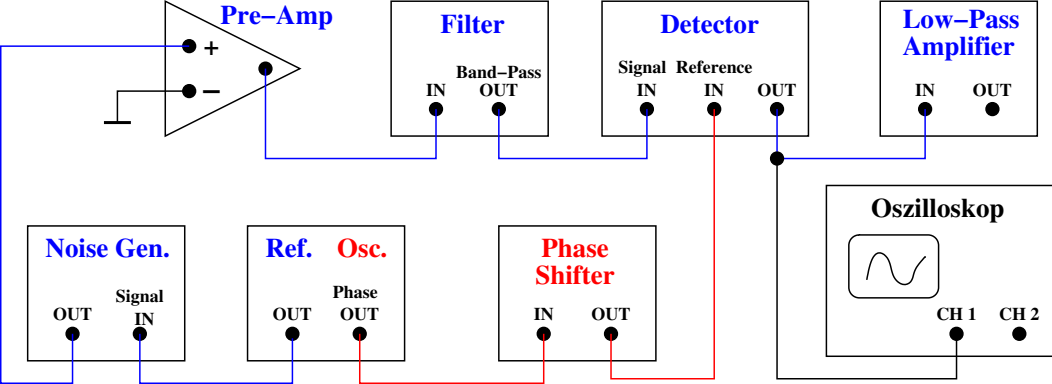 Pre−Amp
+
−
Filter
Band−Pass
IN OUT
Detector
Signal Reference
IN IN OUT
Low−Pass
Amplifier
IN OUT
Noise Gen.
Signal
OUT IN
Ref. Osc.
Phase
OUT OUT
Phase
Shifter
IN OUT
Oszilloskop
CH 1 CH 2